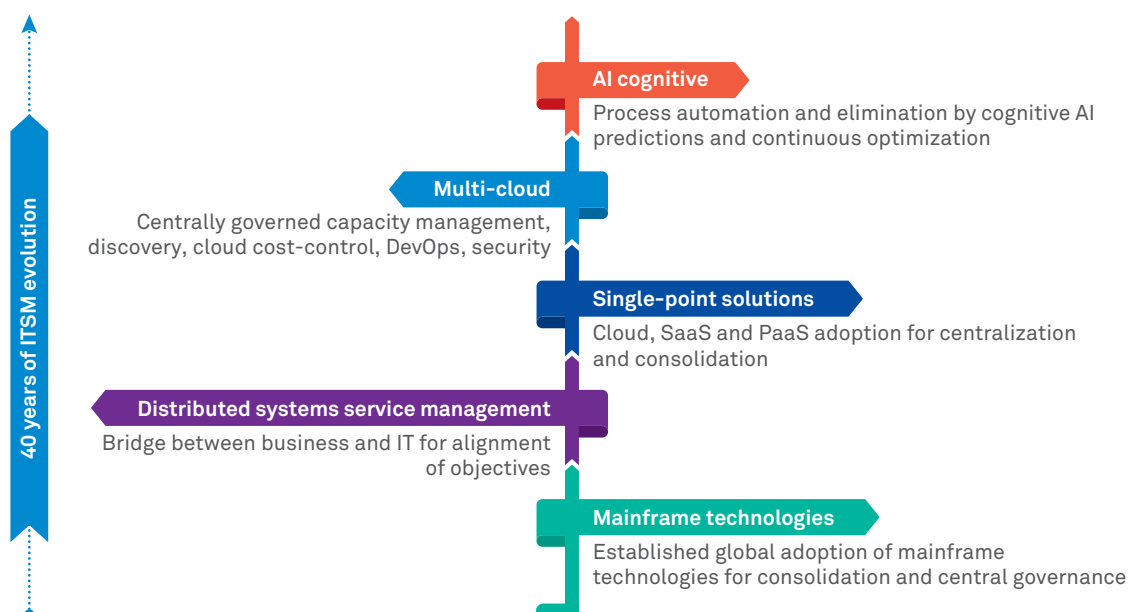 AI cognitive
Process automation and elimination by cognitive AI
predictions and continuous optimization
Multi-cloud
Centrally governed capacity management,
discovery, cloud cost-control, DevOps, security
Single-point solutions
Cloud, SaaS and PaaS adoption for centralization
and consolidation
Distributed systems service management
Bridge between business and IT for alignment
of objectives
Mainframe technologies
Established global adoption of mainframe
technologies for consolidation and central governance
40 years of ITSM evolution